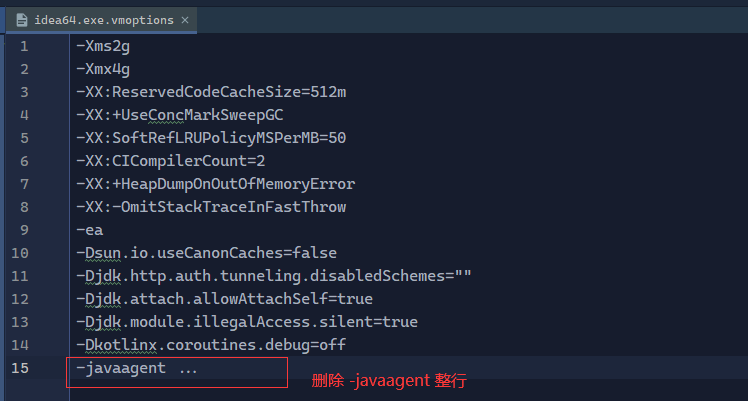 idea64.exe.vmoptions ×
1 -Xms2g
2 -Xmx4g
3 -XX:ReservedCodeCacheSize=512m
4 -XX:+UseConcMarkSweepGC
5 -XX:SoftRefLRUPolicyMSPerMB=50
6 -XX:CICompilerCount=2
7 -XX:+HeapDumpOnOutOfMemoryError
8 -XX:-OmitStackTraceInFastThrow
9 -ea
10 -Dsun.io.useCanonCaches=false
11 -Djdk.http.auth.tunneling.disabledSchemes=""
12 -Djdk.attach.allowAttachSelf=true
13 -Djdk.module.illegalAccess.silent=true
14 -Dkotlinx.coroutines.debug=off
15 -javaagent ...
删除 -javaagent 整行